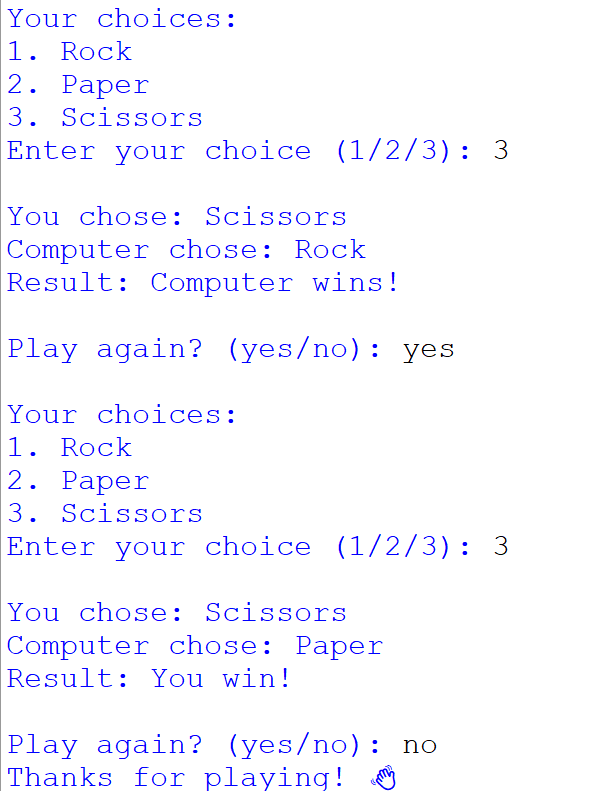 Your choices:
1. Rock
2. Paper
3. Scissors
Enter your choice (1/2/3): 3
You chose: Scissors
Computer chose: Rock
Result: Computer wins!
Play again? (yes/no): yes
Your choices:
1. Rock
2. Paper
3. Scissors
Enter your choice (1/2/3): 3
You chose: Scissors
Computer chose: Paper
Result: You win!
Play again? (yes/no): no
Thanks for playing! 👋